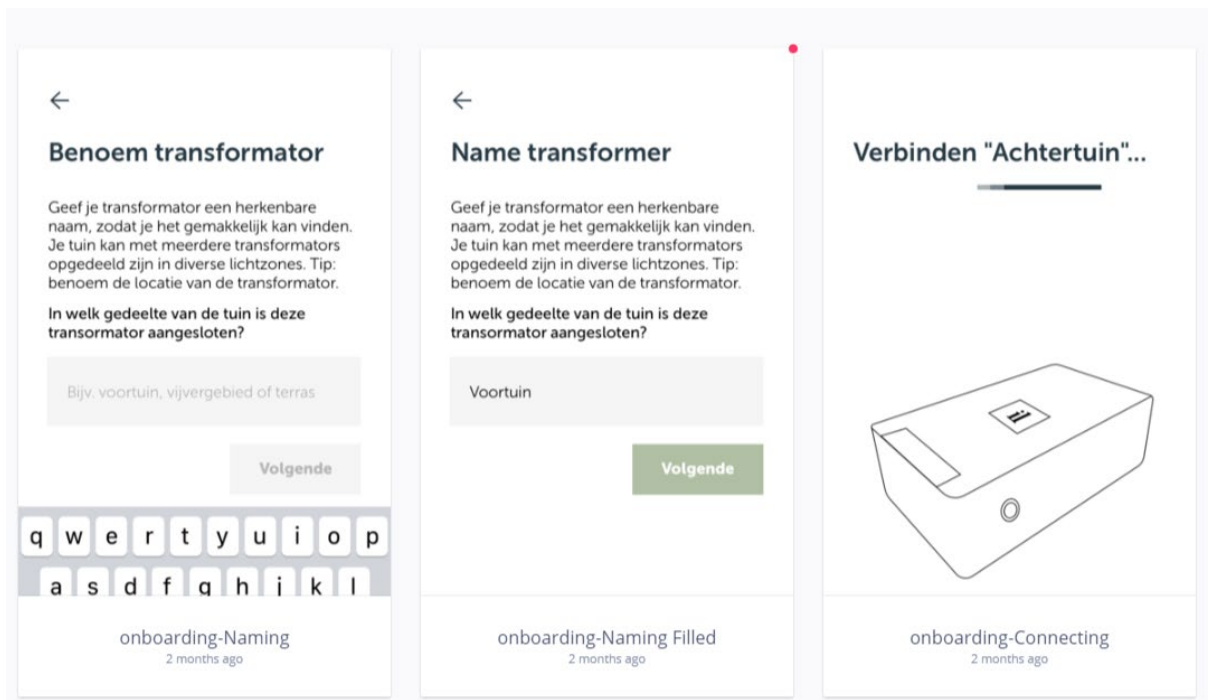 Benoem transformator
Geef je transformator een herkenbare
naam, zodat je het gemakkelijk kan vinden.
Je tuin kan met meerdere transformators
opgedeeld zijn in diverse lichtzones. Tip:
benoem de locatie van de transformator.
In welk gedeelte van de tuin is deze
transormator aangesloten?
Bijv. voortuin, vijvergebied of terras
Volgende
q w e r t y u i o p
a s d f g h j k l
onboarding-Naming
2 months ago
Name transformer
Geef je transformator een herkenbare
naam, zodat je het gemakkelijk kan vinden.
Je tuin kan met meerdere transformators
opgedeeld zijn in diverse lichtzones. Tip:
benoem de locatie van de transformator.
In welk gedeelte van de tuin is deze
transormator aangesloten?
Voortuin
Volgende
onboarding-Naming Filled
2 months ago
Verbinden "Achtertuin"...
onboarding-Connecting
2 months ago